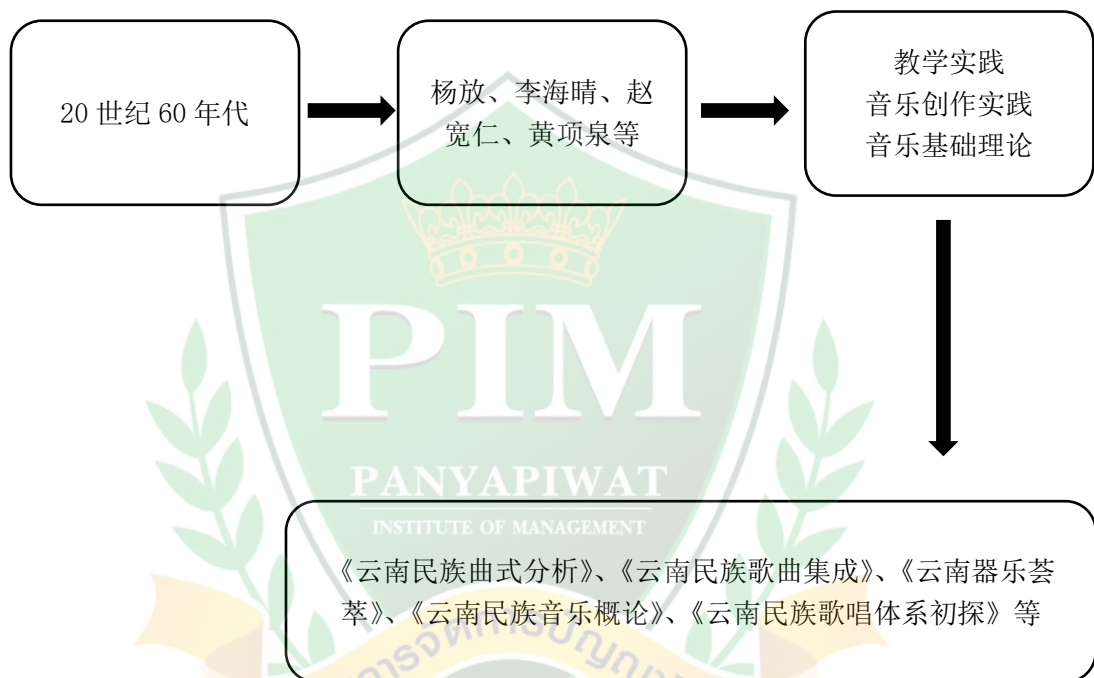 20 世纪 60 年代
杨放、李海晴、赵
宽仁、黄项泉等
教学实践
音乐创作实践
音乐基础理论
PIM
PANYAPIWAT
INSTITUTE OF MANAGEMENT
《云南民族曲式分析》、《云南民族歌曲集成》、《云南器乐荟
萃》、《云南民族音乐概论》、《云南民族歌唱体系初探》等